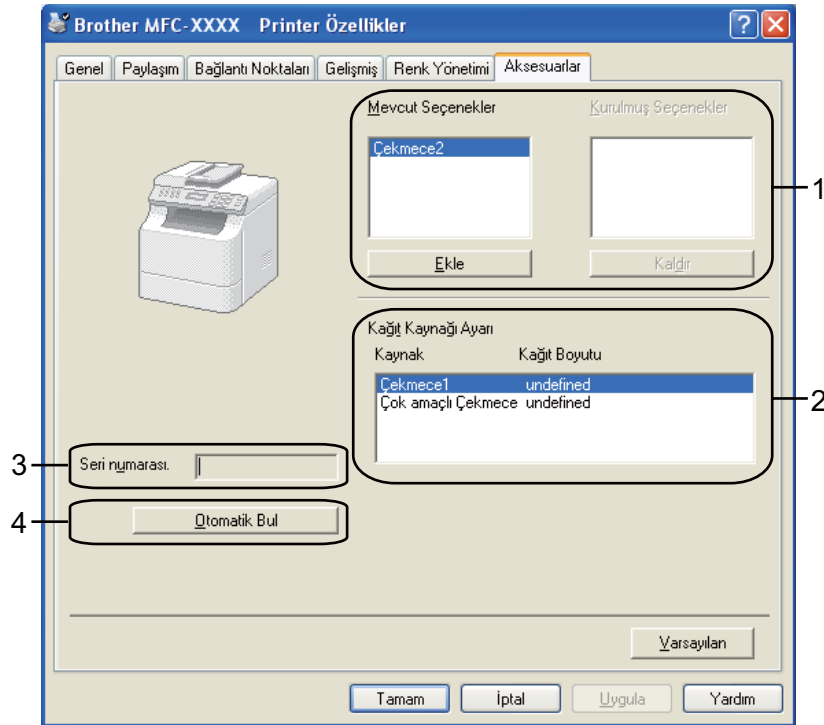 Brother MFC-XXXX Printer Özellikler
Genel Paylaşım Bağlantı Noktaları Gelişmiş Renk Yönetimi Aksesuarlar
Mevcut Seçenekler Kurulmuş Seçenekler
Çekmece2
1
Ekle Kaldır
Kağıt Kaynağı Ayarı
Kaynak Kağıt Boyutu
Çekmece1 undefined
Çok amaçlı Çekmece undefined
2
3 Seri numarası.
4 Otomatik Bul
Varsayılan
Tamam İptal Uygula Yardım